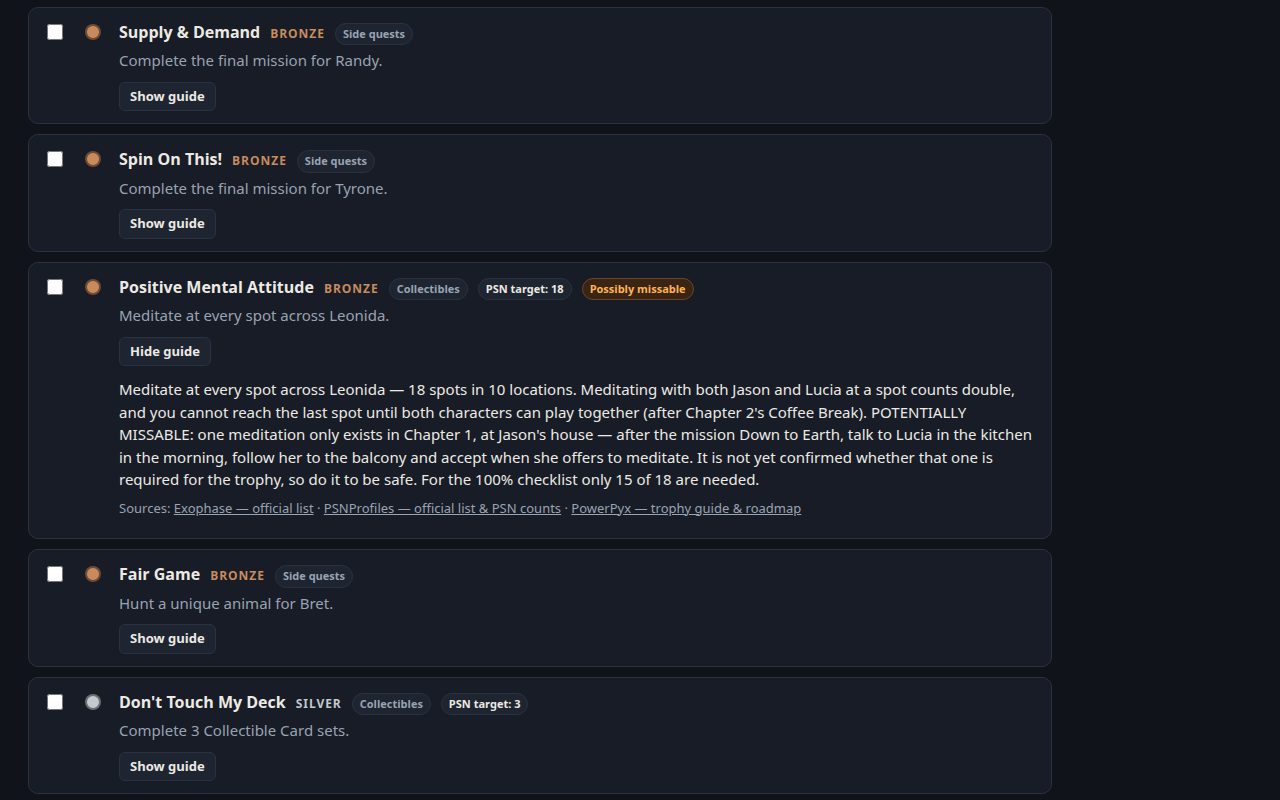 Supply & Demand BRONZE Side quests
Complete the final mission for Randy.
Show guide
Spin On This! BRONZE Side quests
Complete the final mission for Tyrone.
Show guide
Positive Mental Attitude BRONZE Collectibles PSN target: 18 Possibly missable
Meditate at every spot across Leonida.
Hide guide
Meditate at every spot across Leonida — 18 spots in 10 locations. Meditating with both Jason and Lucia at a spot counts double,
and you cannot reach the last spot until both characters can play together (after Chapter 2's Coffee Break). POTENTIALLY
MISSABLE: one meditation only exists in Chapter 1, at Jason's house — after the mission Down to Earth, talk to Lucia in the kitchen
in the morning, follow her to the balcony and accept when she offers to meditate. It is not yet confirmed whether that one is
required for the trophy, so do it to be safe. For the 100% checklist only 15 of 18 are needed.
Sources: Exophase — official list · PSNProfiles — official list & PSN counts · PowerPyx — trophy guide & roadmap
Fair Game BRONZE Side quests
Hunt a unique animal for Bret.
Show guide
Don't Touch My Deck SILVER Collectibles PSN target: 3
Complete 3 Collectible Card sets.
Show guide